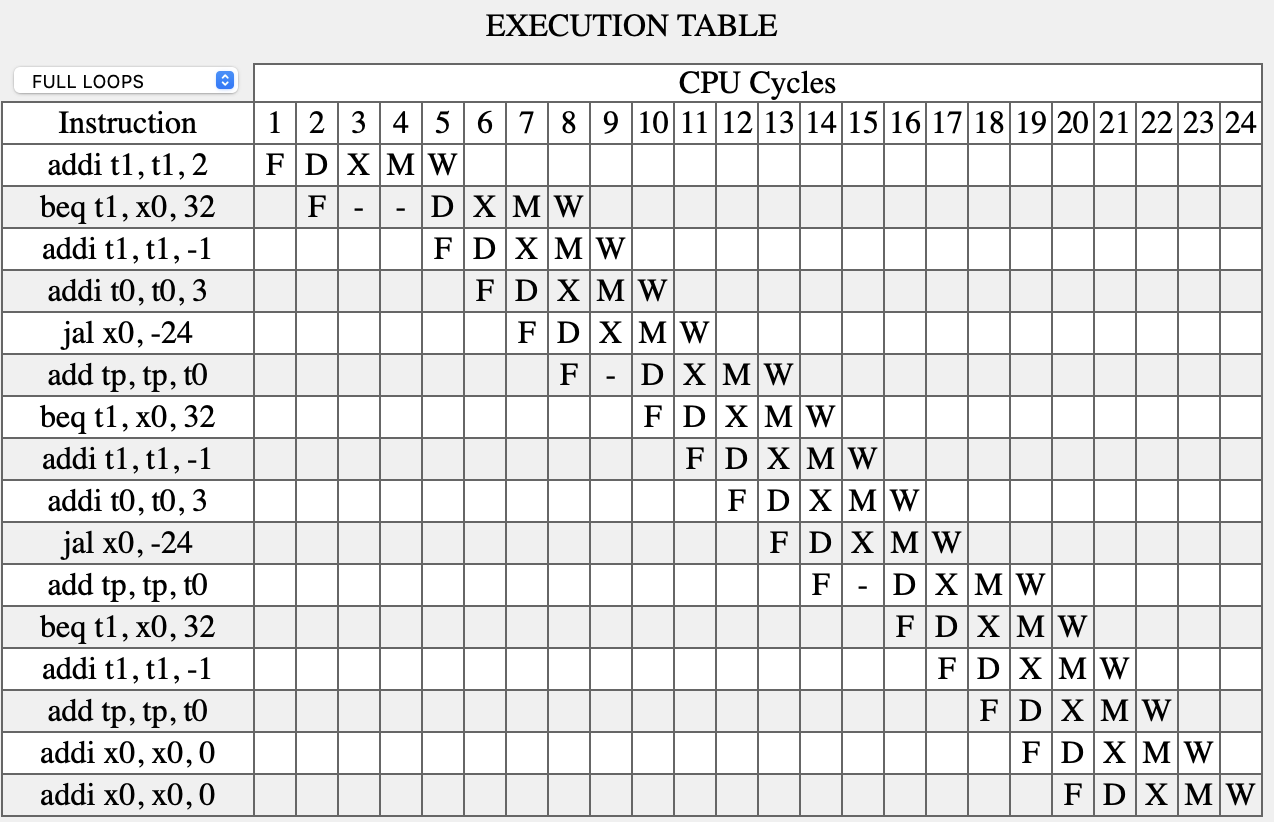 EXECUTION TABLE
FULL LOOPS CPU Cycles
Instruction 1 2 3 4 5 6 7 8 9 10 11 12 13 14 15 16 17 18 19 20 21 22 23 24
addi t1, t1, 2 F D X M W
beq t1, x0, 32 F - - D X M W
addi t1, t1, -1 F D X M W
addi t0, t0, 3 F D X M W
jal x0, -24 F D X M W
add tp, tp, t0 F - D X M W
beq t1, x0, 32 F D X M W
addi t1, t1, -1 F D X M W
addi t0, t0, 3 F D X M W
jal x0, -24 F D X M W
add tp, tp, t0 F - D X M W
beq t1, x0, 32 F D X M W
addi t1, t1, -1 F D X M W
add tp, tp, t0 F D X M W
addi x0, x0, 0 F D X M W
addi x0, x0, 0 F D X M W